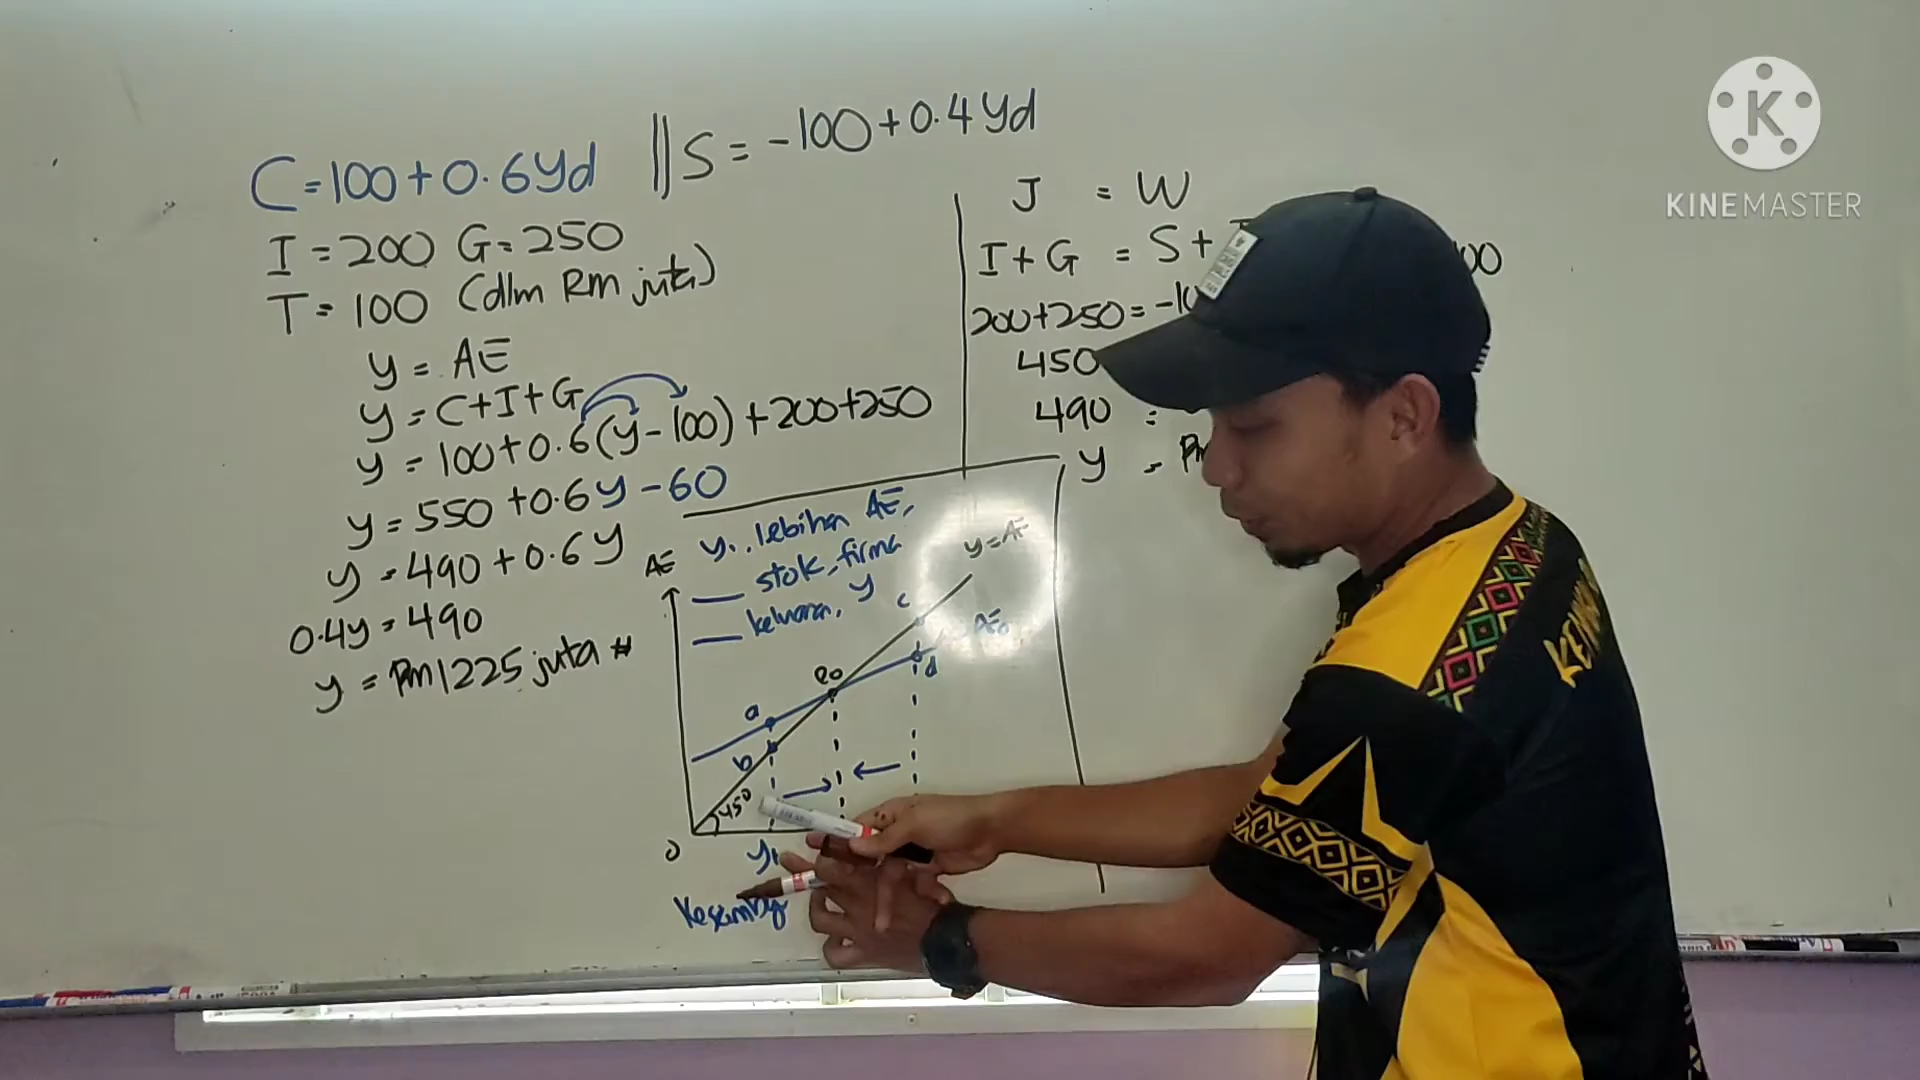 C=100+0.6Yd || S = -100+0.4Yd
I = 200 G=250
T = 100 (dlm Rm juta)
y = AE
y = C+I+G
y = 100+0.6(y-100)+200+250
y = 550+0.6y-60
y = 490+0.6y
0.4y = 490
y = Rm1225 juta #
J = W
I+G = S+
200+250=-10
450
490 =
y = Rm
y1, lebihan AE,
stok, firma
keluaran, y
AE
y=AE
c
AE0
d
e0
a
b
45°
0
y1
K
KINEMASTER